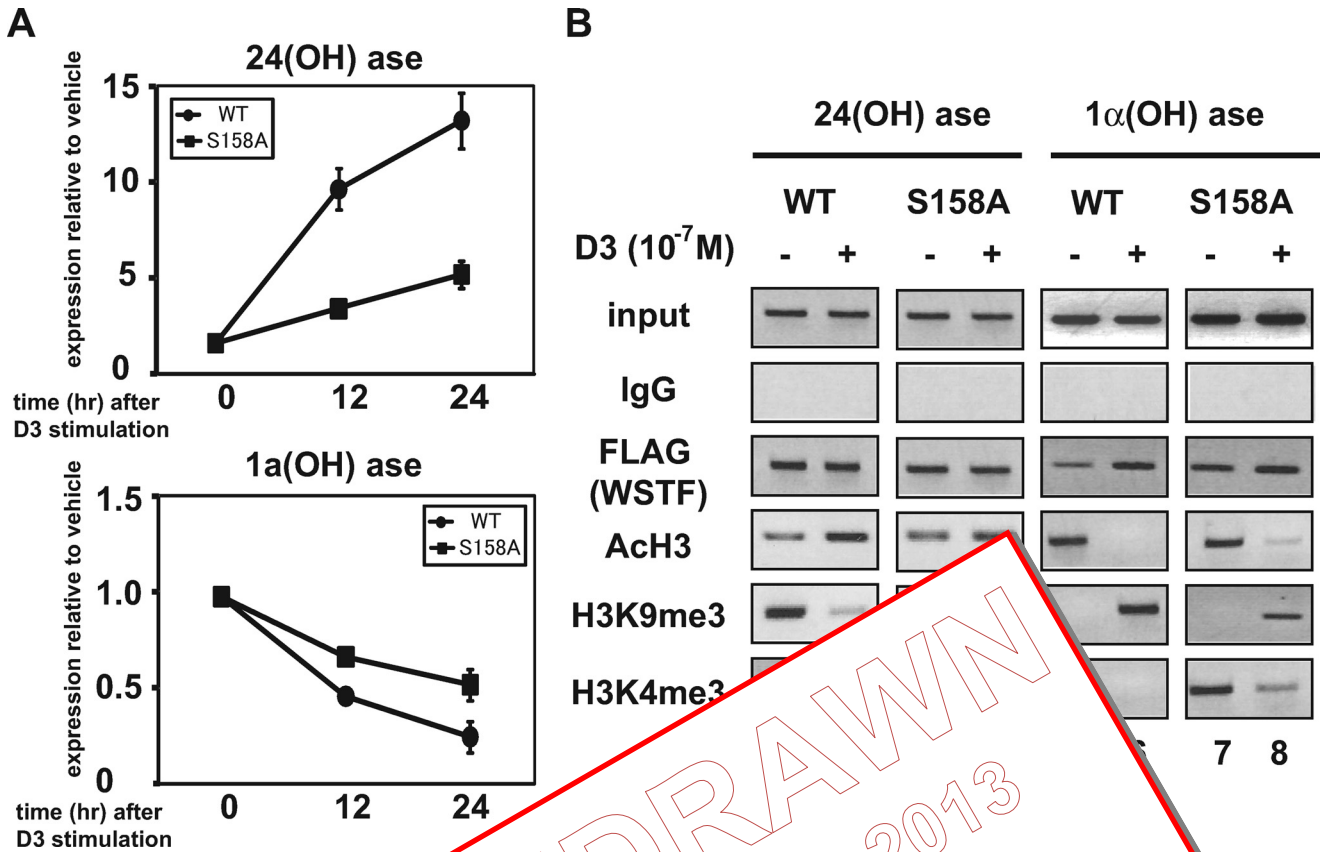 A
24(OH) ase
expression relative to vehicle
15
10
5
0
WT
S158A
0 12 24
time (hr) after
D3 stimulation
1a(OH) ase
expression relative to vehicle
1.5
1.0
0.5
0
WT
S158A
0 12 24
time (hr) after
D3 stimulation
B
24(OH) ase 1α(OH) ase
WT S158A WT S158A
D3 (10-7M) - + - + - + - +
input
IgG
FLAG
(WSTF)
AcH3
H3K9me3
H3K4me3
7 8
DRAWN
2013